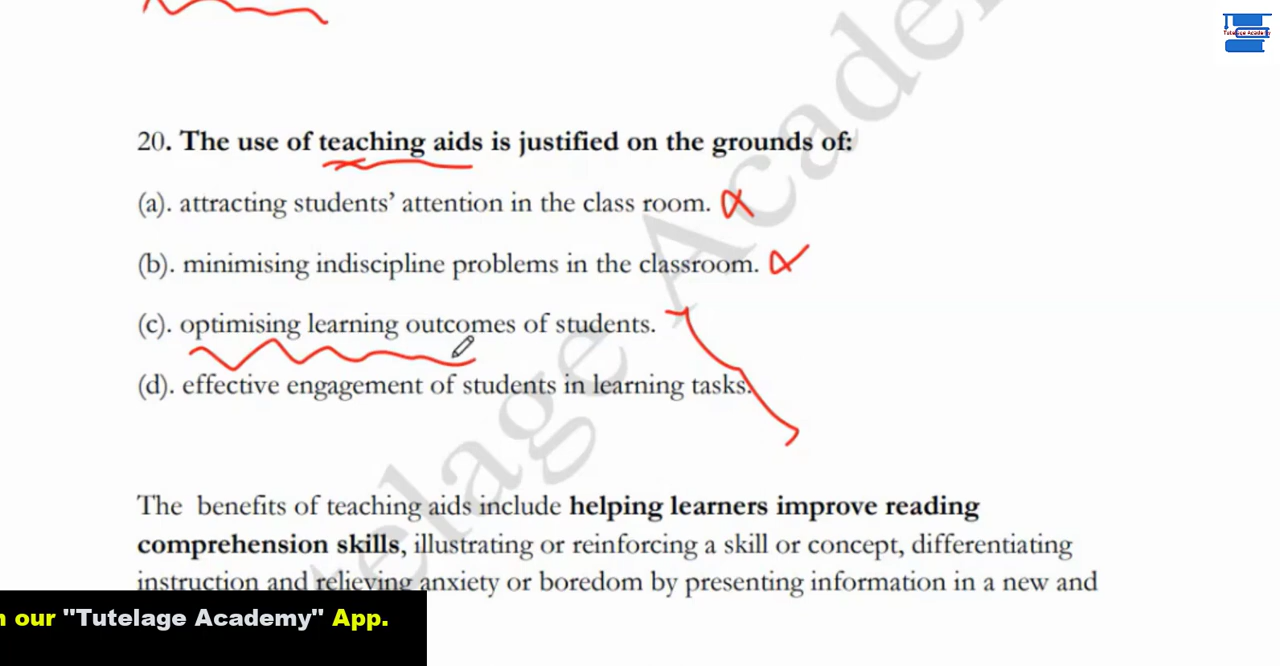 Tutelage Academy
20. The use of teaching aids is justified on the grounds of:
(a). attracting students' attention in the class room.
(b). minimising indiscipline problems in the classroom.
(c). optimising learning outcomes of students.
(d). effective engagement of students in learning tasks.
The benefits of teaching aids include helping learners improve reading
comprehension skills, illustrating or reinforcing a skill or concept, differentiating
instruction and relieving anxiety or boredom by presenting information in a new and
our "Tutelage Academy" App.